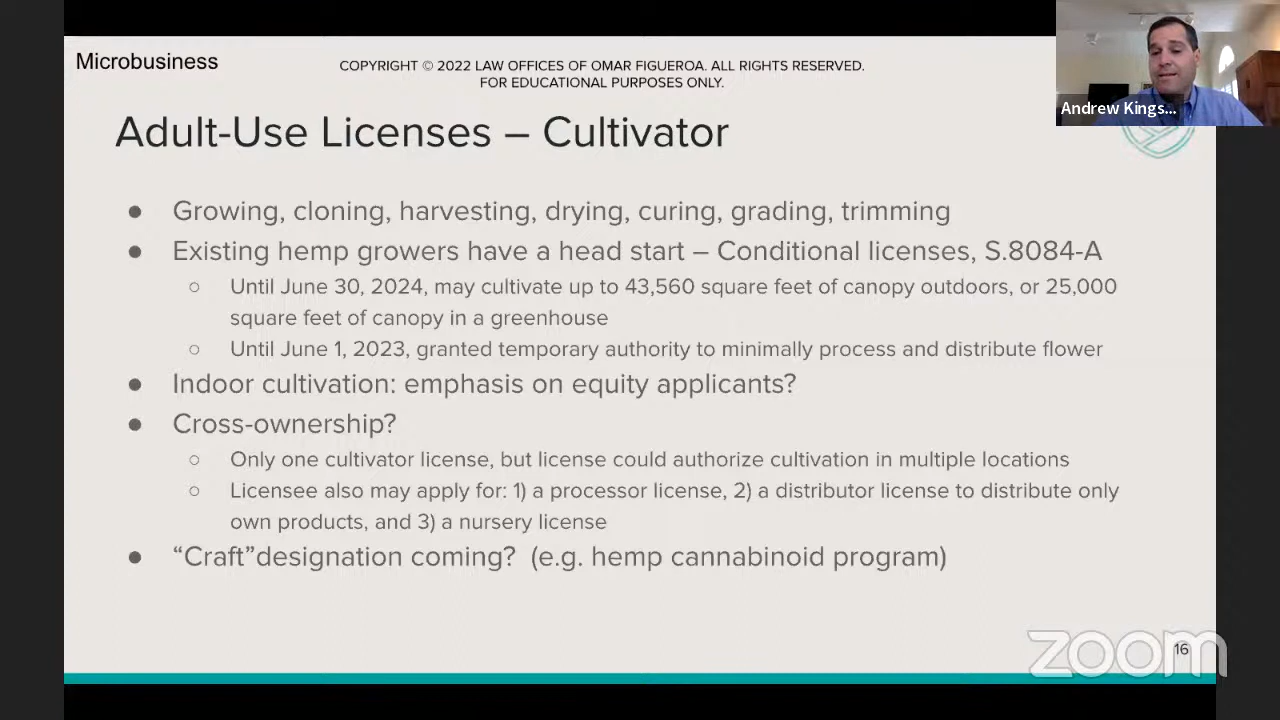 Microbusiness
COPYRIGHT © 2022 LAW OFFICES OF OMAR FIGUEROA. ALL RIGHTS RESERVED.
FOR EDUCATIONAL PURPOSES ONLY.
Andrew Kings...
Adult-Use Licenses – Cultivator
● Growing, cloning, harvesting, drying, curing, grading, trimming
● Existing hemp growers have a head start – Conditional licenses, S.8084-A
○ Until June 30, 2024, may cultivate up to 43,560 square feet of canopy outdoors, or 25,000
square feet of canopy in a greenhouse
○ Until June 1, 2023, granted temporary authority to minimally process and distribute flower
● Indoor cultivation: emphasis on equity applicants?
● Cross-ownership?
○ Only one cultivator license, but license could authorize cultivation in multiple locations
○ Licensee also may apply for: 1) a processor license, 2) a distributor license to distribute only
own products, and 3) a nursery license
● “Craft”designation coming? (e.g. hemp cannabinoid program)
zoom
16